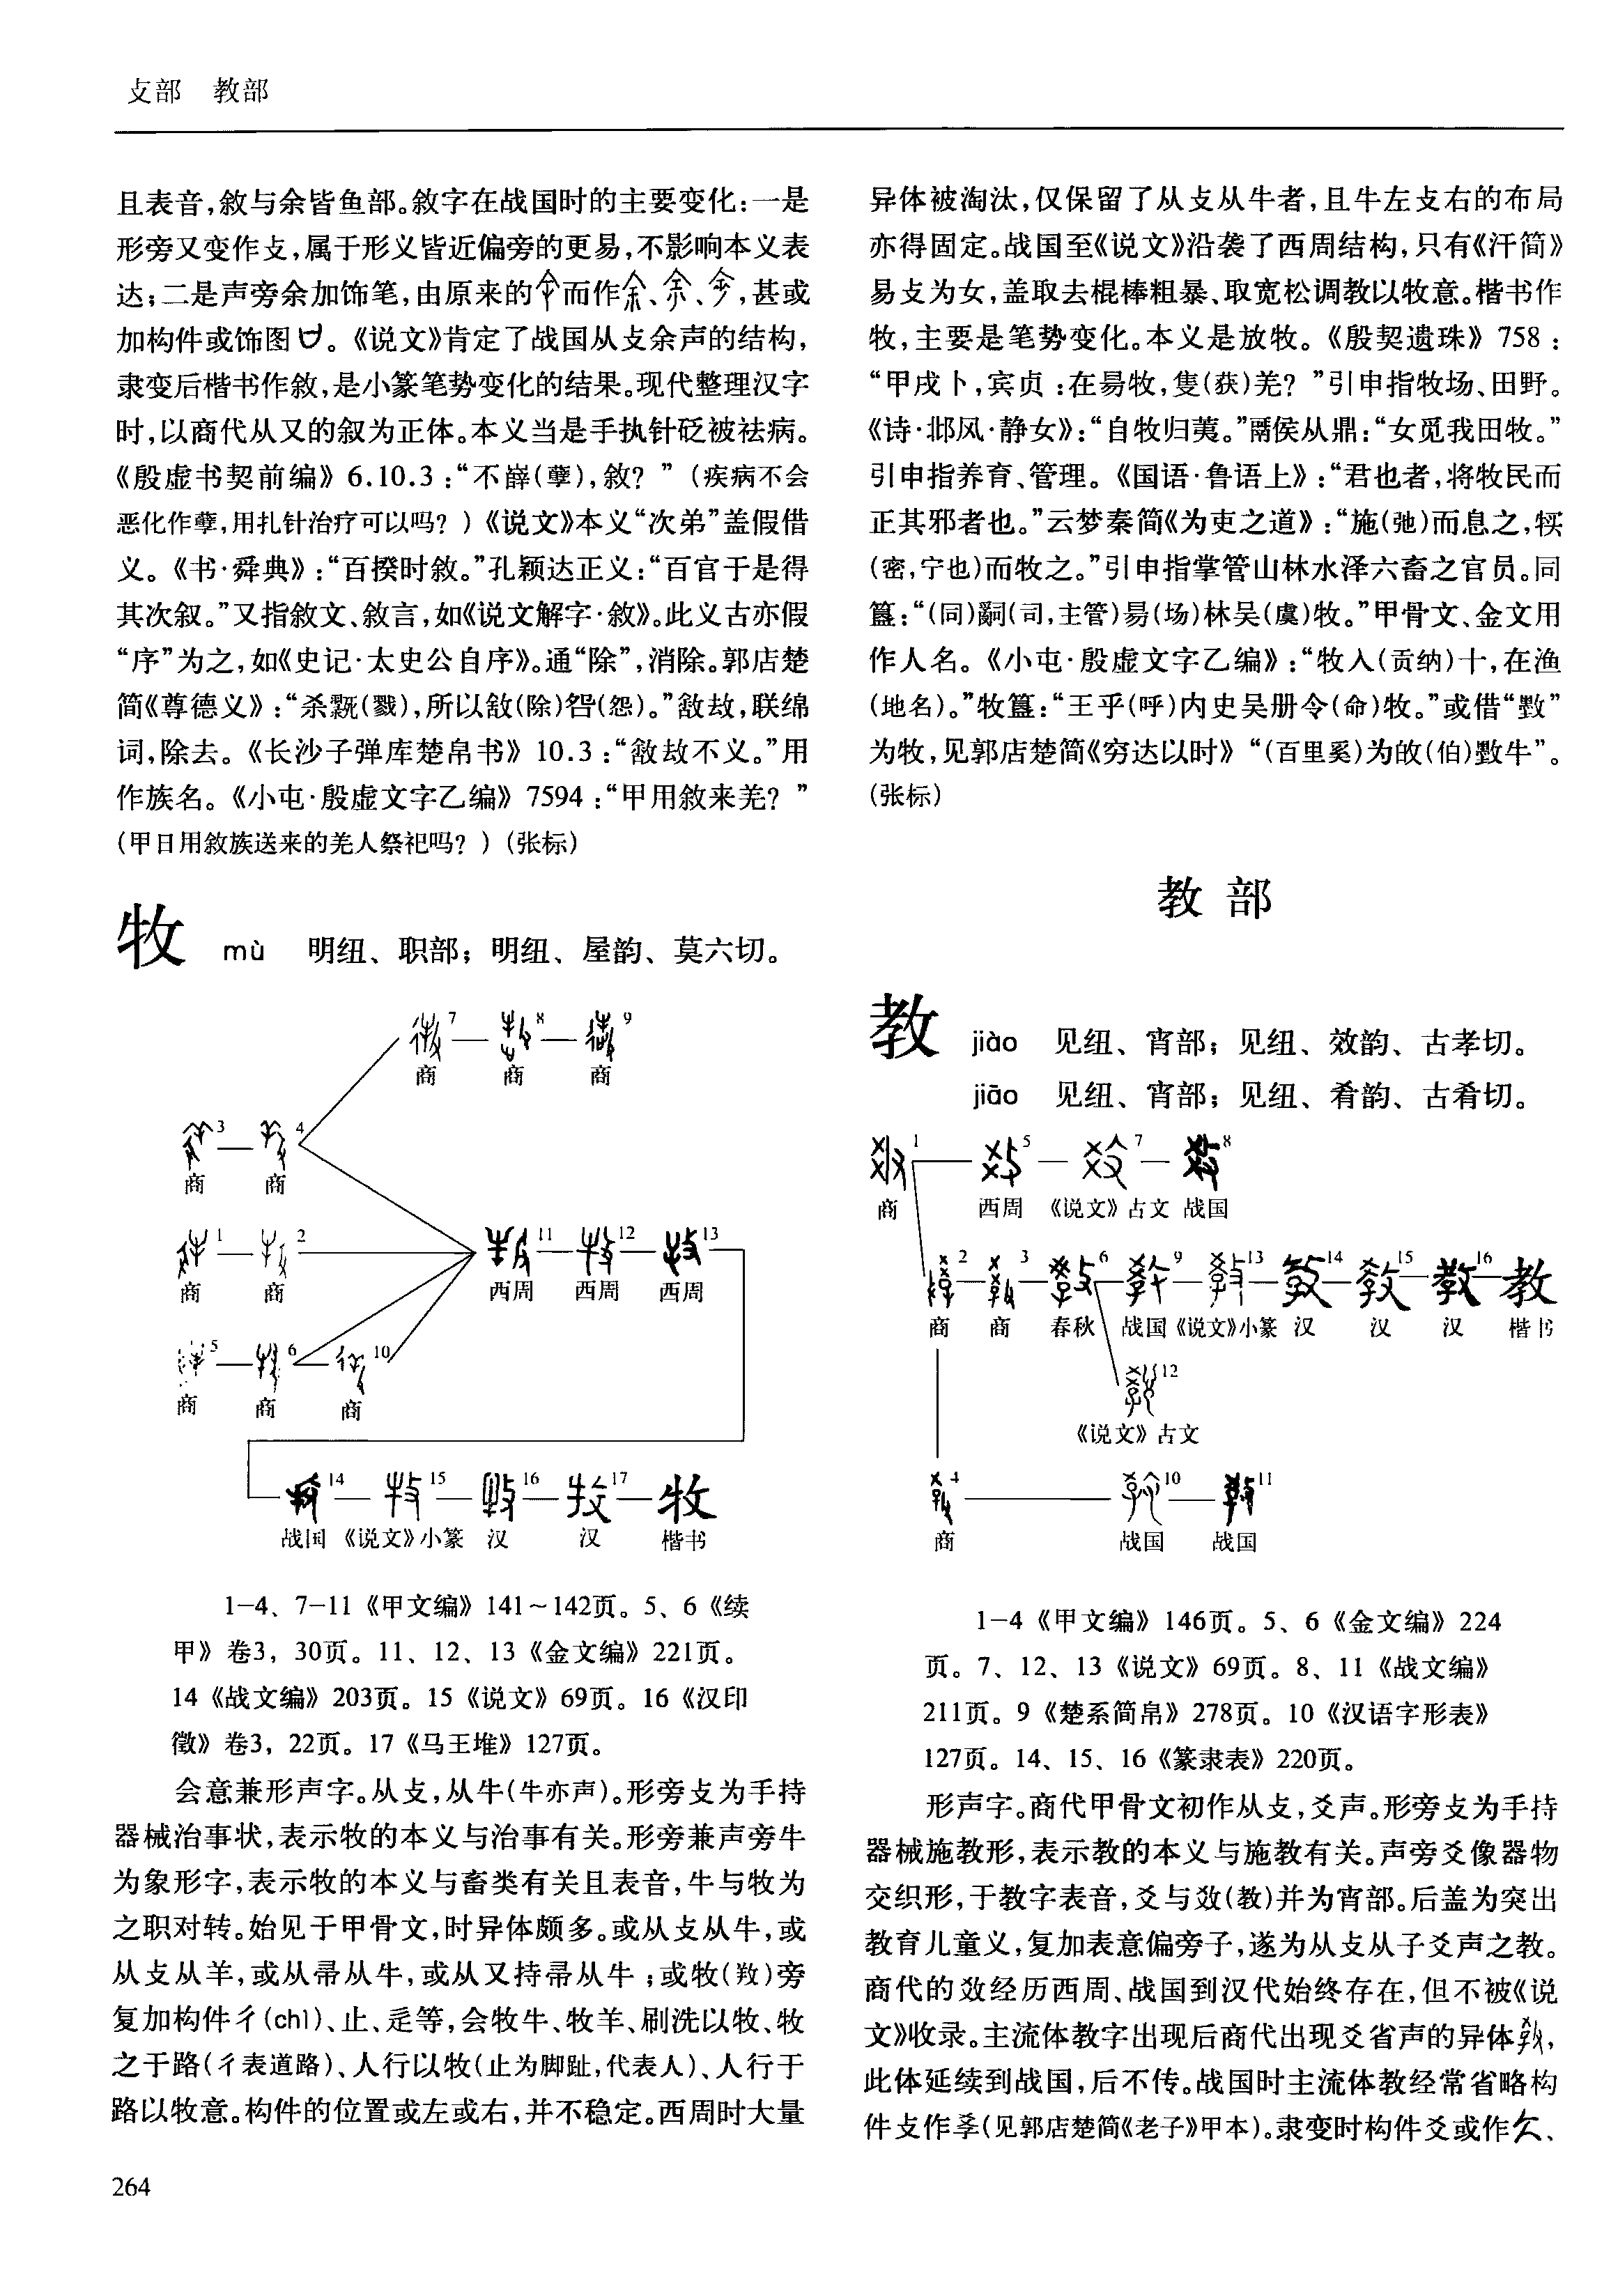 攴部　教部
且表音,敘与余皆鱼部。敘字在战国时的主要变化:一是
形旁又变作攴,属于形义皆近偏旁的更易,不影响本义表
达;二是声旁余加饰笔,由原来的而作、、,甚或
加构件或饰图。《说文》肯定了战国从攴余声的结构,
隶变后楷书作敘,是小篆笔势变化的结果。现代整理汉字
时,以商代从又的叙为正体。本义当是手执针砭被祛病。
《殷虚书契前编》6.10.3:“不嶭(孽),敘?”(疾病不会
恶化作孽,用扎针治疗可以吗?)《说文》本义“次弟”盖假借
义。《书·舜典》:“百揆时敘。”孔颖达正义:“百官于是得
其次叙。”又指敘文、敘言,如《说文解字·敘》。此义古亦假
“序”为之,如《史记·太史公自序》。通“除”,消除。郭店楚
简《尊德义》:“杀(戮),所以敘(除)(怨)。”敘,联绵
词,除去。《长沙子弹库楚帛书》10.3:“敘不义。”用
作族名。《小屯·殷虚文字乙编》7594:“甲用敘来羌?”
(甲日用敘族送来的羌人祭祀吗?)(张标)
牧　mù　明纽、职部;明纽、屋韵、莫六切。
7 8 9
商 商 商
3 4
商 商
1 2 11 12 13
商 商 西周 西周 西周
5 6 10
商 商 商
14 15 16 17 牧
战国 《说文》小篆 汉 汉 楷书
1-4、7-11《甲文编》141~142页。5、6《续
甲》卷3,30页。11、12、13《金文编》221页。
14《战文编》203页。15《说文》69页。16《汉印
徵》卷3,22页。17《马王堆》127页。
会意兼形声字。从攴,从牛(牛亦声)。形旁攴为手持
器械治事状,表示牧的本义与治事有关。形旁兼声旁牛
为象形字,表示牧的本义与畜类有关且表音,牛与牧为
之职对转。始见于甲骨文,时异体颇多。或从攴从牛,或
从攴从羊,或从帚从牛,或从又持帚从牛;或牧(䍩)旁
复加构件彳(chì)、止、辵等,会牧牛、牧羊、刷洗以牧、牧
之于路(彳表道路)、人行以牧(止为脚趾,代表人)、人行于
路以牧意。构件的位置或左或右,并不稳定。西周时大量
异体被淘汰,仅保留了从攴从牛者,且牛左攴右的布局
亦得固定。战国至《说文》沿袭了西周结构,只有《汗简》
易攴为女,盖取去棍棒粗暴、取宽松调教以牧意。楷书作
牧,主要是笔势变化。本义是放牧。《殷契遗珠》758:
“甲戌卜,宾贞:在昜牧,隻(获)羌?”引申指牧场、田野。
《诗·邶风·静女》:“自牧归荑。”鬲侯从鼎:“女觅我田牧。”
引申指养育、管理。《国语·鲁语上》:“君也者,将牧民而
正其邪者也。”云梦秦简《为吏之道》:“施(弛)而息之,
(密,宁也)而牧之。”引申指掌管山林水泽六畜之官员。同
簋:“(同)嗣(司,主管)昜(场)林吴(虞)牧。”甲骨文、金文用
作人名。《小屯·殷虚文字乙编》:“牧入(贡纳)十,在渔
(地名)。”牧簋:“王乎(呼)内史吴册令(命)牧。”或借“”
为牧,见郭店楚简《穷达以时》“(百里奚)为故(伯)牛”。
(张标)
教部
教　jiào　见纽、宵部;见纽、效韵、古孝切。
jiāo　见纽、宵部;见纽、肴韵、古肴切。
1 5 7 8
商 西周 《说文》古文 战国
2 3 6 9 13 14 15 16 教
商 商 春秋 战国 《说文》小篆 汉 汉 汉 楷书
12
《说文》古文
4 10 11
商 战国 战国
1-4《甲文编》146页。5、6《金文编》224
页。7、12、13《说文》69页。8、11《战文编》
211页。9《楚系简帛》278页。10《汉语字形表》
127页。14、15、16《篆隶表》220页。
形声字。商代甲骨文初作从攴,爻声。形旁攴为手持
器械施教形,表示教的本义与施教有关。声旁爻像器物
交织形,于教字表音,爻与㸚(教)并为宵部。后盖为突出
教育儿童义,复加表意偏旁子,遂为从攴从子爻声之教。
商代的经历西周、战国到汉代始终存在,但不被《说
文》收录。主流体教字出现后商代出现爻省声的异体,
此体延续到战国,后不传。战国时主流体教经常省略构
件攴作孝(见郭店楚简《老子》甲本)。隶变时构件爻或作、
264